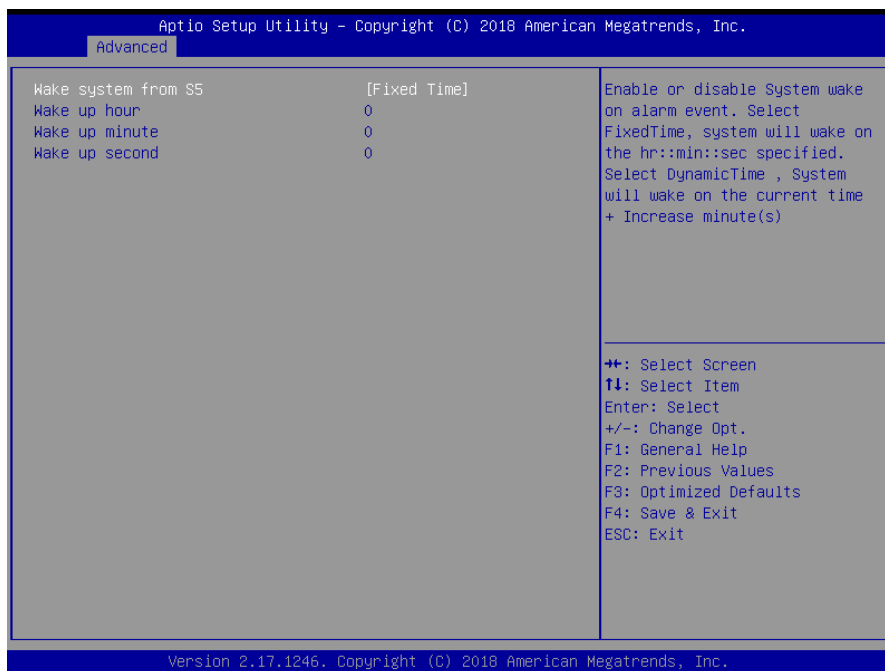 Aptio Setup Utility – Copyright (C) 2018 American Megatrends, Inc.
Advanced
Wake system from S5 [Fixed Time]
Wake up hour 0
Wake up minute 0
Wake up second 0
Enable or disable System wake
on alarm event. Select
FixedTime, system will wake on
the hr::min::sec specified.
Select DynamicTime , System
will wake on the current time
+ Increase minute(s)
→←: Select Screen
↑↓: Select Item
Enter: Select
+/-: Change Opt.
F1: General Help
F2: Previous Values
F3: Optimized Defaults
F4: Save & Exit
ESC: Exit
Version 2.17.1246. Copyright (C) 2018 American Megatrends, Inc.